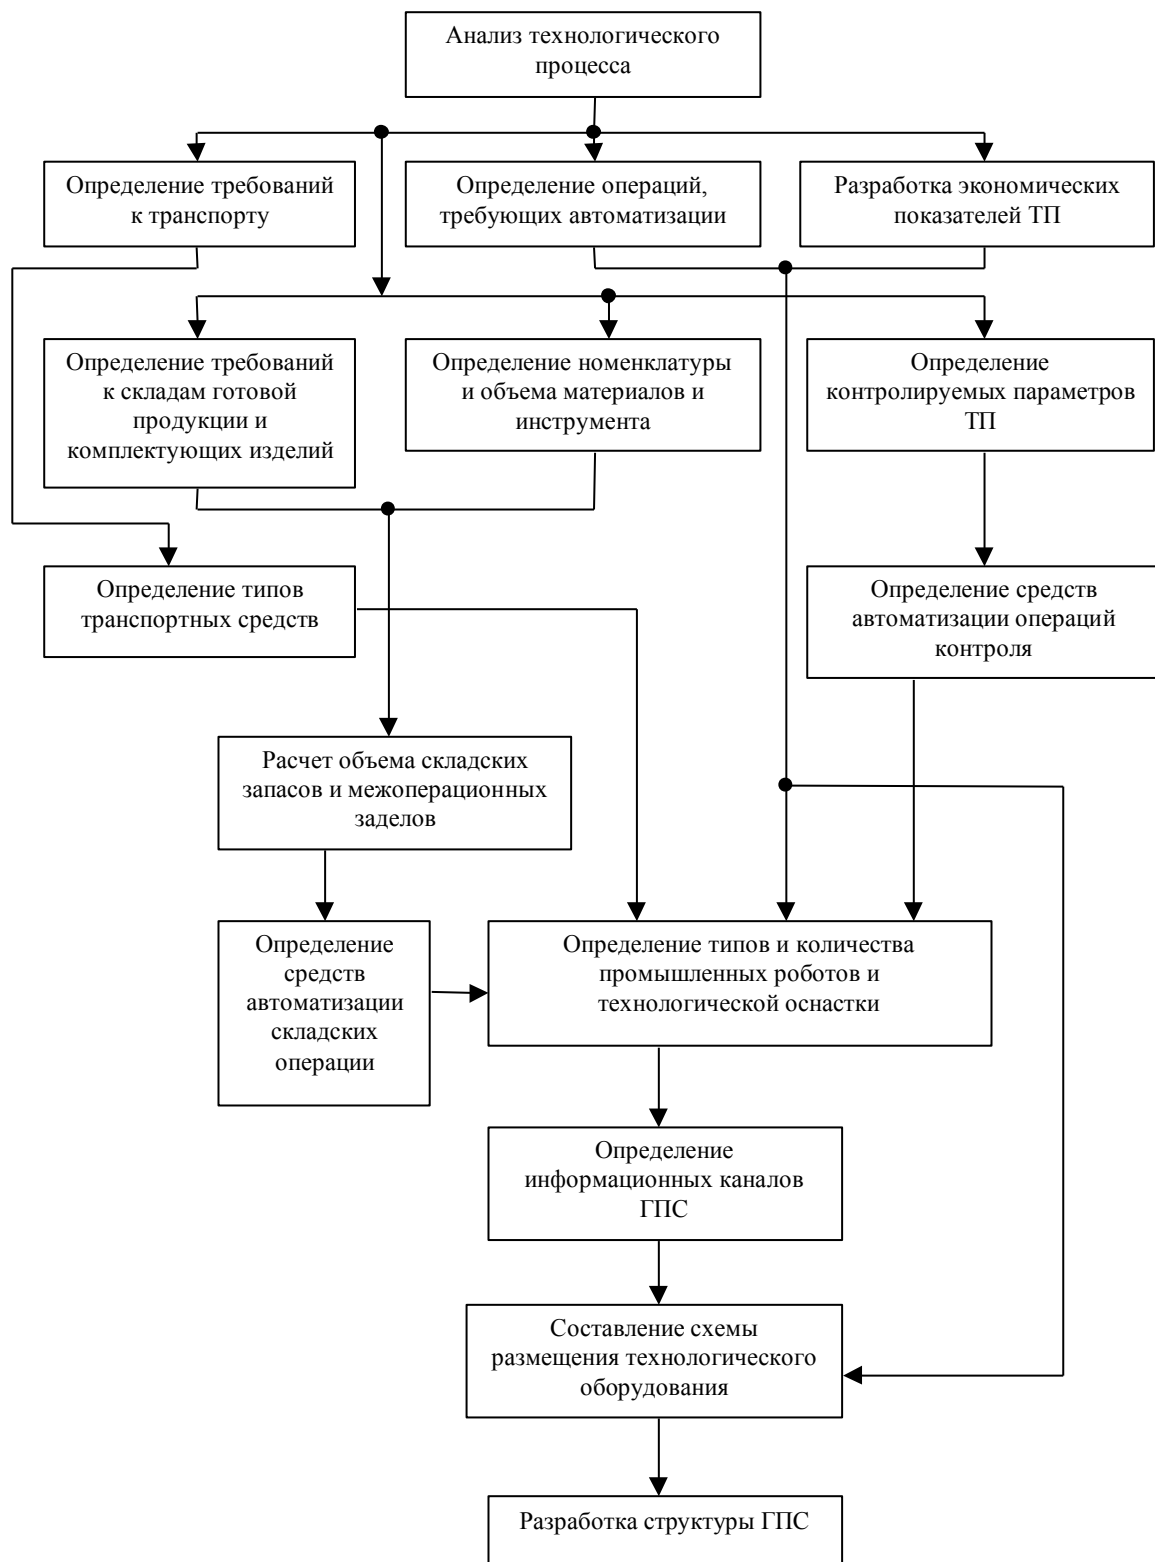 Анализ технологического
процесса
Определение требований
к транспорту
Определение операций,
требующих автоматизации
Разработка экономических
показателей ТП
Определение требований
к складам готовой
продукции и
комплектующих изделий
Определение номенклатуры
и объема материалов и
инструмента
Определение
контролируемых параметров
ТП
Определение типов
транспортных средств
Определение средств
автоматизации операций
контроля
Расчет объема складских
запасов и межоперационных
заделов
Определение
средств
автоматизации
складских
операции
Определение типов и количества
промышленных роботов и
технологической оснастки
Определение
информационных каналов
ГПС
Составление схемы
размещения технологического
оборудования
Разработка структуры ГПС